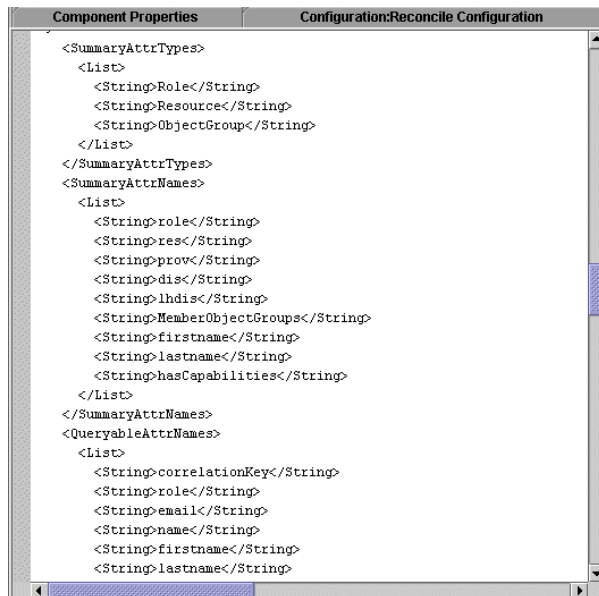 Component Properties
Configuration:Reconcile Configuration
<SummaryAttrTypes>
<List>
<String>Role</String>
<String>Resource</String>
<String>ObjectGroup</String>
</List>
</SummaryAttrTypes>
<SummaryAttrNames>
<List>
<String>role</String>
<String>res</String>
<String>prov</String>
<String>dis</String>
<String>lhdis</String>
<String>MemberObjectGroups</String>
<String>firstname</String>
<String>lastname</String>
<String>hasCapabilities</String>
</List>
</SummaryAttrNames>
<QueryableAttrNames>
<List>
<String>correlationKey</String>
<String>role</String>
<String>email</String>
<String>name</String>
<String>firstname</String>
<String>lastname</String>